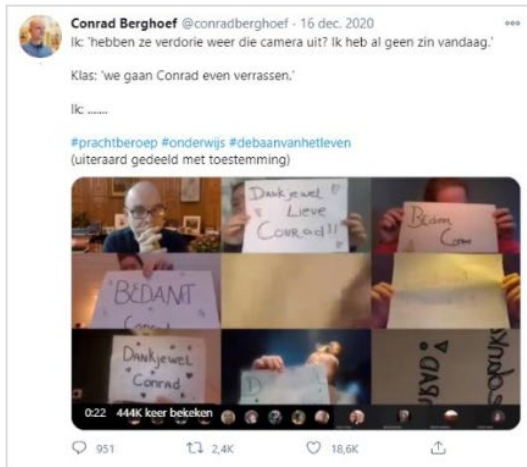 Conrad Berghoef @conradberghoef · 16 dec. 2020
Ik: 'hebben ze verdorie weer die camera uit? Ik heb al geen zin vandaag.'
Klas: 'we gaan Conrad even verrassen.'
Ik: .......
#prachtberoep #onderwijs #debaanvanhetleven
(uiteraard gedeeld met toestemming)
Dankjewel
Lieve
Conrad!!
BEDANKT
Conrad
Dankjewel
Conrad
0:22 444K keer bekeken
951 2,4K 18,6K